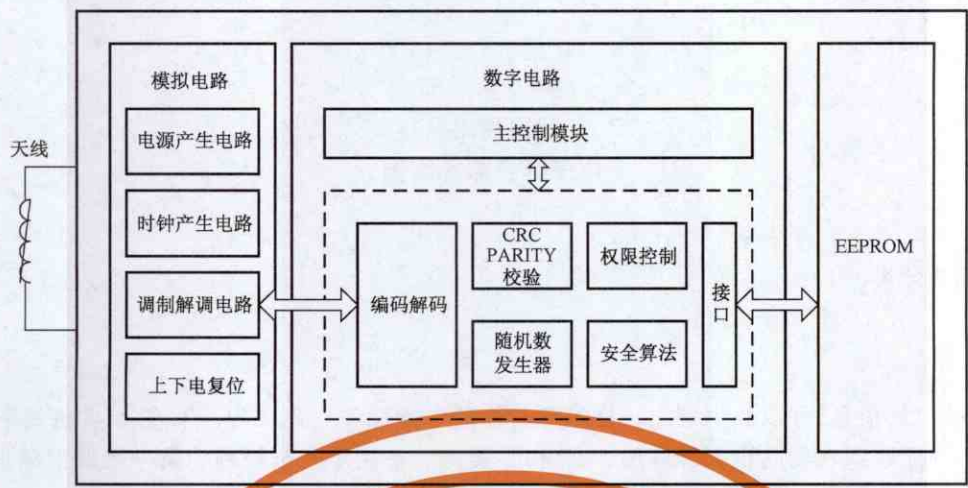 天线
模拟电路
电源产生电路
时钟产生电路
调制解调电路
上下电复位
数字电路
主控制模块
编码解码
CRC
PARITY
校验
权限控制
随机数
发生器
安全算法
接
口
EEPROM